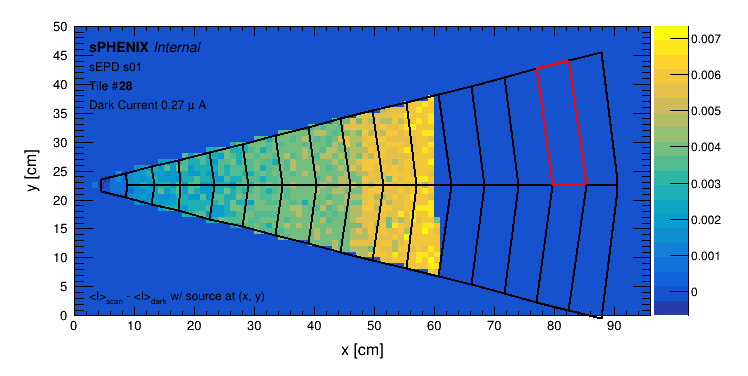 sPHENIX Internal
sEPD s01
Tile #28
Dark Current 0.27 μ A
<I>scan - <I>dark w/ source at (x, y)
y [cm]
50
45
40
35
30
25
20
15
10
5
0
0 10 20 30 40 50 60 70 80 90
x [cm]
0.007
0.006
0.005
0.004
0.003
0.002
0.001
0